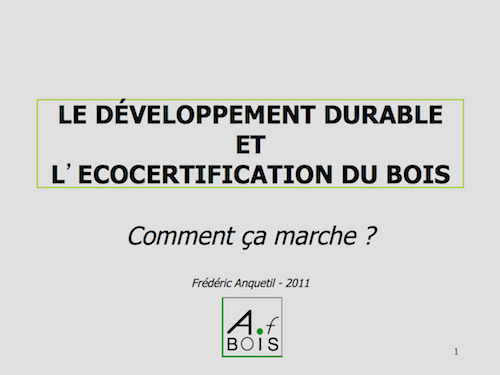 LE DÉVELOPPEMENT DURABLE
ET
L’ ECOCERTIFICATION DU BOIS
Comment ça marche ?
Frédéric Anquetil - 2011
A.f
BOIS
1